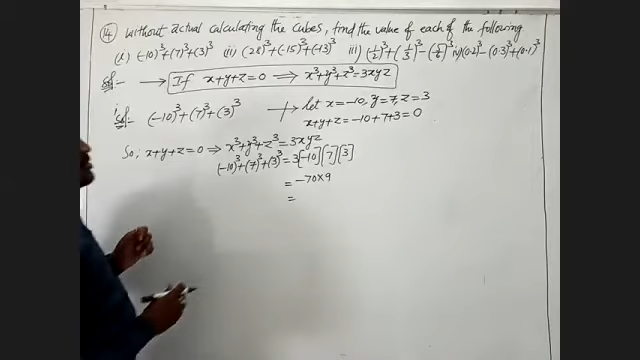 14. Without actual calculating the cubes, find the value of each of the following
(i) (-10)³+(7)³+(3)³ (ii) (28)³+(-15)³+(-13)³ iii) (1/2)³+(1/3)³-(5/6)³ iv) (0.2)³-(0.3)³+(0.1)³
Sol:- → If x+y+z=0 ⟹ x³+y³+z³=3xyz
i Sol:- (-10)³+(7)³+(3)³ → let x=-10, y=7, z=3
x+y+z=-10+7+3=0
So; x+y+z=0 ⟹ x³+y³+z³=3xyz
(-10)³+(7)³+(3)³=3[-10][7][3]
= -70×9
=